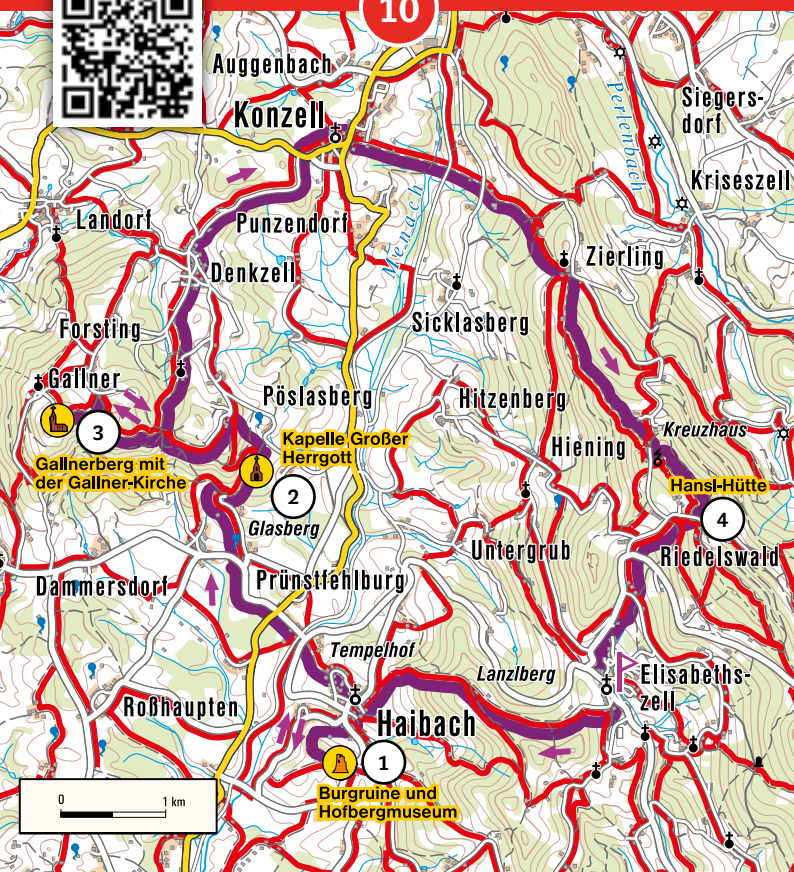 10
Auggenbach
Konzell
Perlenbach
Siegers-
dorf
Kriseszell
Landorf
Punzendorf
Menach
Denkzell
Zierling
Forsting
Sicklasberg
Gallner
Pöslasberg
Hitzenberg
3
Kapelle Großer
Herrgott
Hiening
Kreuzhaus
Gallnerberg mit
der Gallner-Kirche
2
Hansl-Hütte
4
Glasberg
Untergrub
Riedelswald
Dammersdorf
Prünstfehlburg
Tempelhof
Lanzlberg
Elisabeths-
zell
Roßhaupten
Haibach
1
Burgruine und
Hofbergmuseum
0 1 km